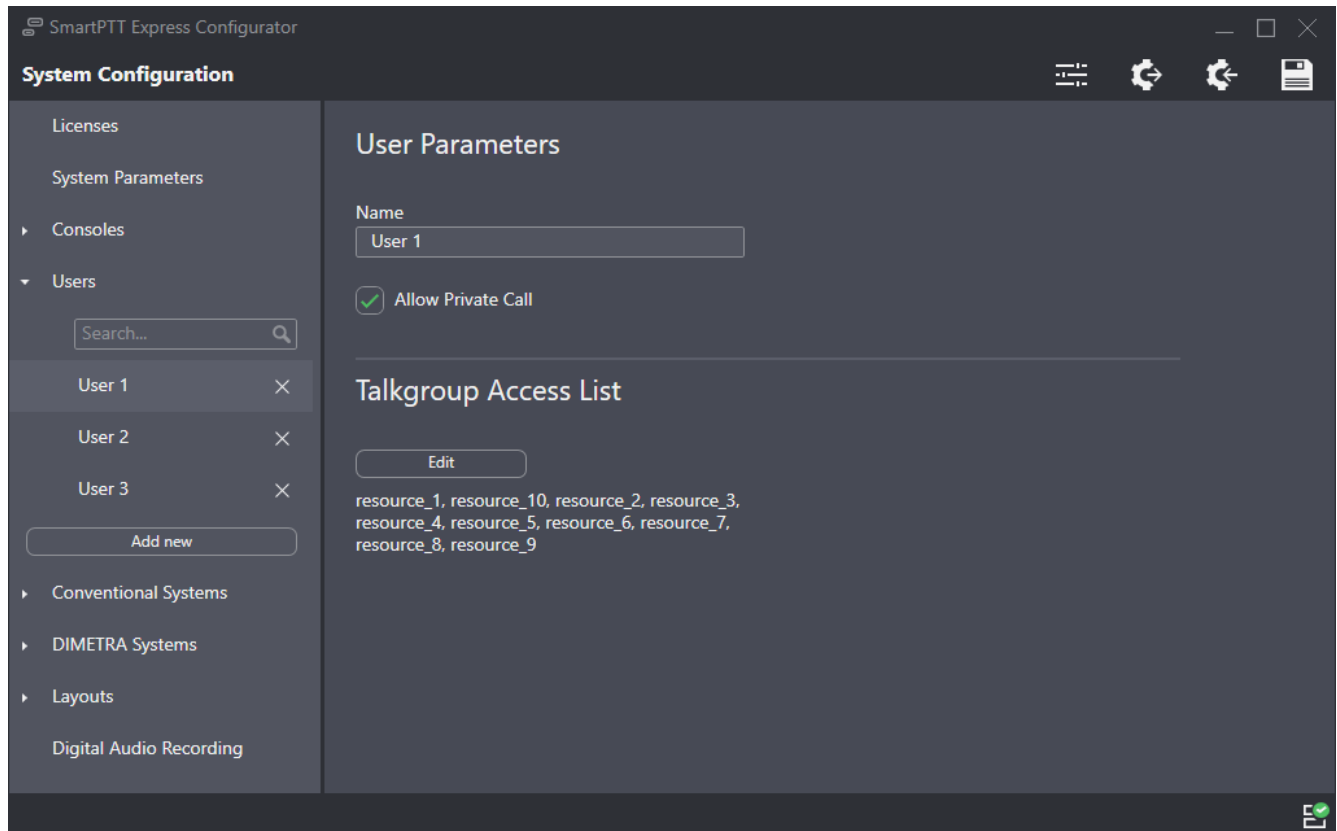 SmartPTT Express Configurator
System Configuration
Licenses
System Parameters
Consoles
Users
Search...
User 1
User 2
User 3
Add new
Conventional Systems
DIMETRA Systems
Layouts
Digital Audio Recording
User Parameters
Name
User 1
Allow Private Call
Talkgroup Access List
Edit
resource_1, resource_10, resource_2, resource_3,
resource_4, resource_5, resource_6, resource_7,
resource_8, resource_9